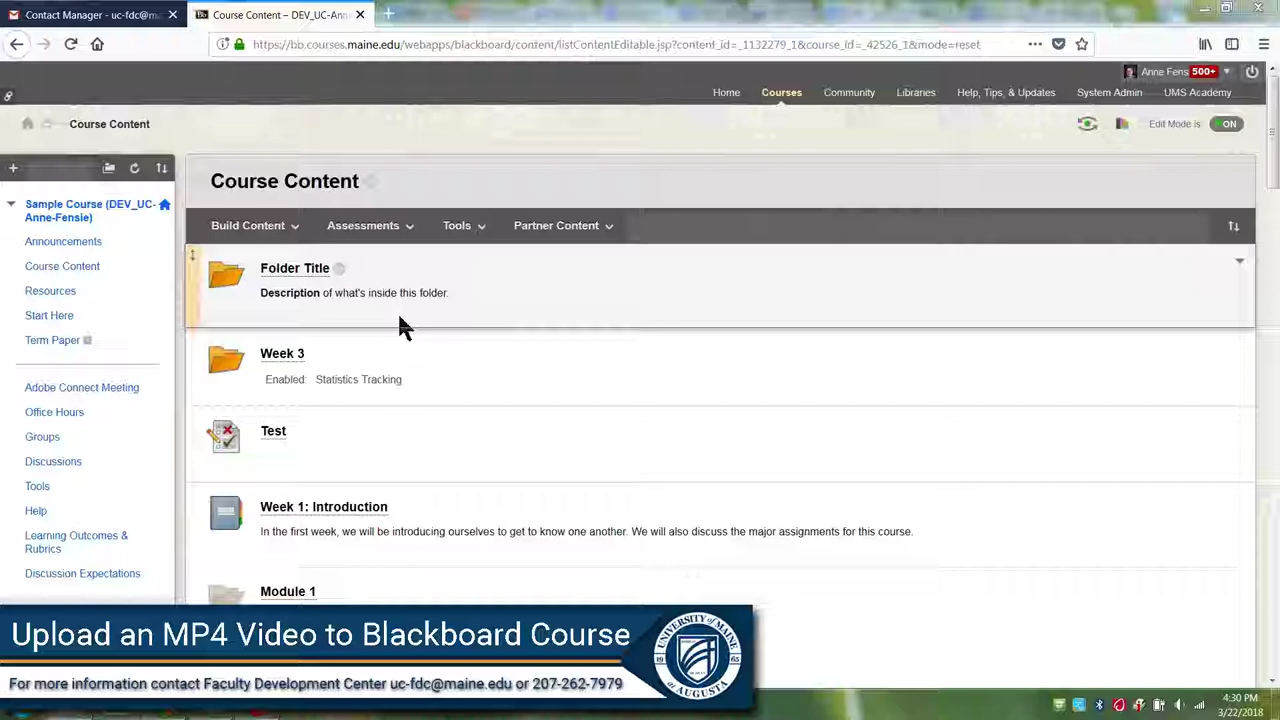 Contact Manager - uc-fdc@m
Course Content – DEV_UC-Ann
https://bb.courses.maine.edu/webapps/blackboard/content/listContentEditable.jsp?content_id=_1132279_1&course_id=_42526_1&mode=reset
Anne Fens 500+
Home Courses Community Libraries Help, Tips, & Updates System Admin UMS Academy
Course Content
Edit Mode is: ON
Sample Course (DEV_UC-
Anne-Fensie)
Announcements
Course Content
Resources
Start Here
Term Paper
Adobe Connect Meeting
Office Hours
Groups
Discussions
Tools
Help
Learning Outcomes &
Rubrics
Discussion Expectations
Course Content
Build Content Assessments Tools Partner Content
Folder Title
Description of what's inside this folder.
Week 3
Enabled: Statistics Tracking
Test
Week 1: Introduction
In the first week, we will be introducing ourselves to get to know one another. We will also discuss the major assignments for this course.
Module 1
Upload an MP4 Video to Blackboard Course
For more information contact Faculty Development Center uc-fdc@maine.edu or 207-262-7979
UNIVERSITY OF MAINE
1965
at AUGUSTA
4:30 PM
3/22/2018